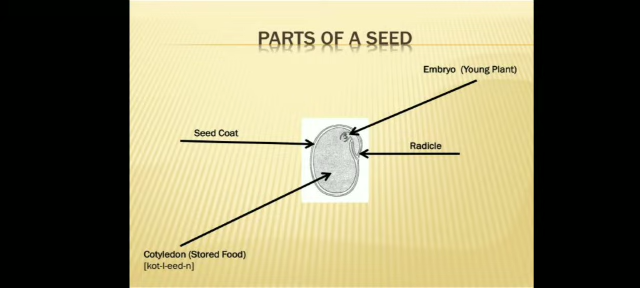 PARTS OF A SEED
Embryo (Young Plant)
Seed Coat
Radicle
Cotyledon (Stored Food)
[kot-l-eed-n]